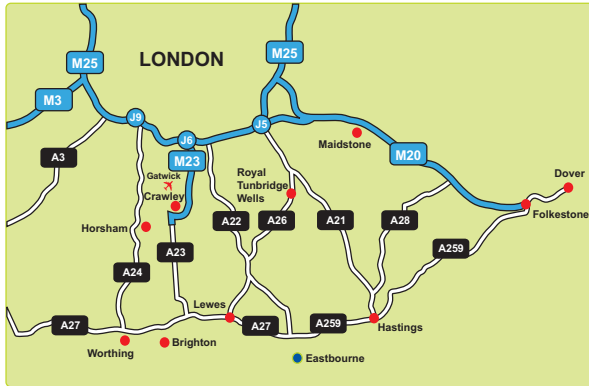 M25
LONDON
M25
M3
J9
J6
J5
M23
Maidstone
A3
M20
Gatwick
Crawley
Royal
Tunbridge
Wells
Dover
Folkestone
Horsham
A22
A26
A21
A28
A23
A259
A24
Lewes
A27
A27
A259
Hastings
Worthing
Brighton
Eastbourne